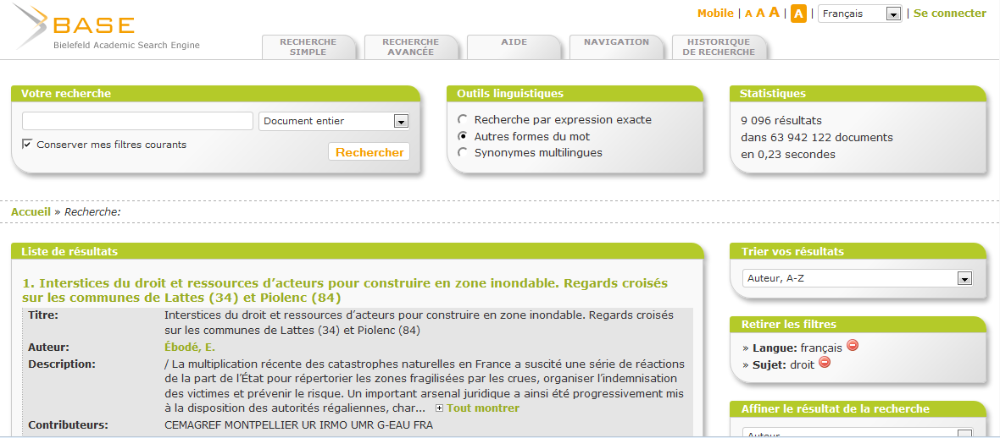 BASE
Bielefeld Academic Search Engine
Mobile | A A A | A | Français | Se connecter
RECHERCHE SIMPLE
RECHERCHE AVANCÉE
AIDE
NAVIGATION
HISTORIQUE DE RECHERCHE
Votre recherche
Document entier
Conserver mes filtres courants
Rechercher
Outils linguistiques
Recherche par expression exacte
Autres formes du mot
Synonymes multilingues
Statistiques
9 096 résultats
dans 63 942 122 documents
en 0,23 secondes
Accueil » Recherche:
Liste de résultats
1. Interstices du droit et ressources d’acteurs pour construire en zone inondable. Regards croisés
sur les communes de Lattes (34) et Piolenc (84)
Titre: Interstices du droit et ressources d’acteurs pour construire en zone inondable. Regards croisés
sur les communes de Lattes (34) et Piolenc (84)
Auteur: Ébodé, E.
Description: / La multiplication récente des catastrophes naturelles en France a suscité une série de réactions
de la part de l’État pour répertorier les zones fragilisées par les crues, organiser l’indemnisation
des victimes et prévenir le risque. Un important arsenal juridique a ainsi été progressivement mis
à la disposition des autorités régaliennes, char... Tout montrer
Contributeurs: CEMAGREF MONTPELLIER UR IRMO UMR G-EAU FRA
Trier vos résultats
Auteur, A-Z
Retirer les filtres
» Langue: français
» Sujet: droit
Affiner le résultat de la recherche
Auteur